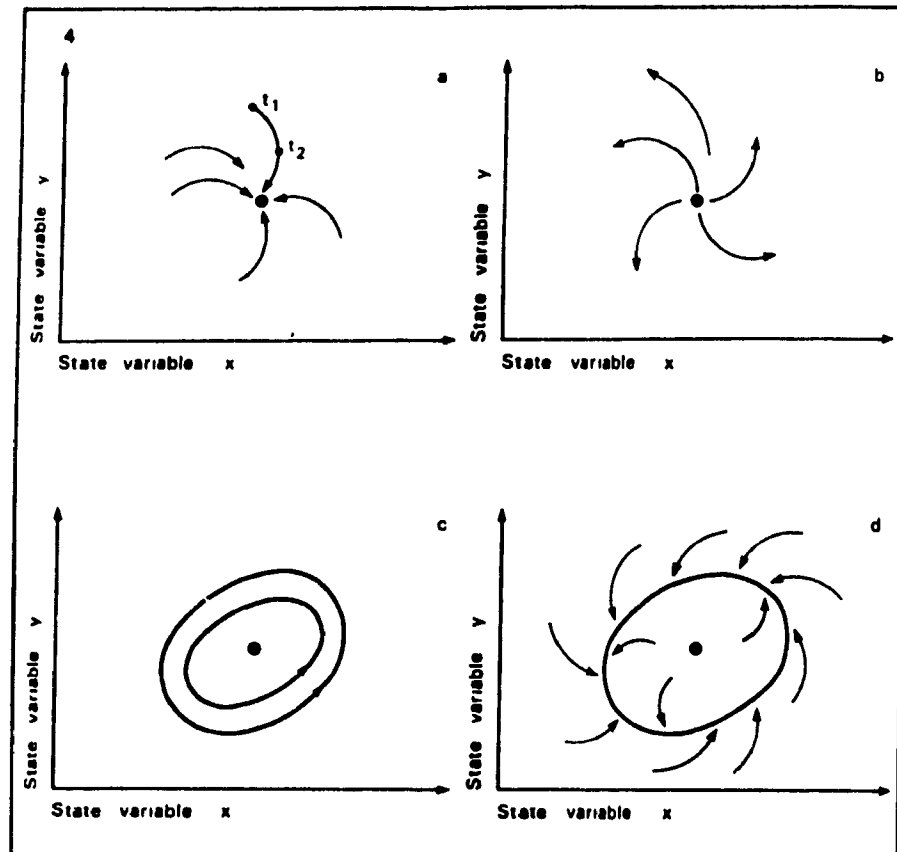 4
a
t1
t2
State variable y
State variable x
b
State variable y
State variable x
c
State variable y
State variable x
d
State variable y
State variable x